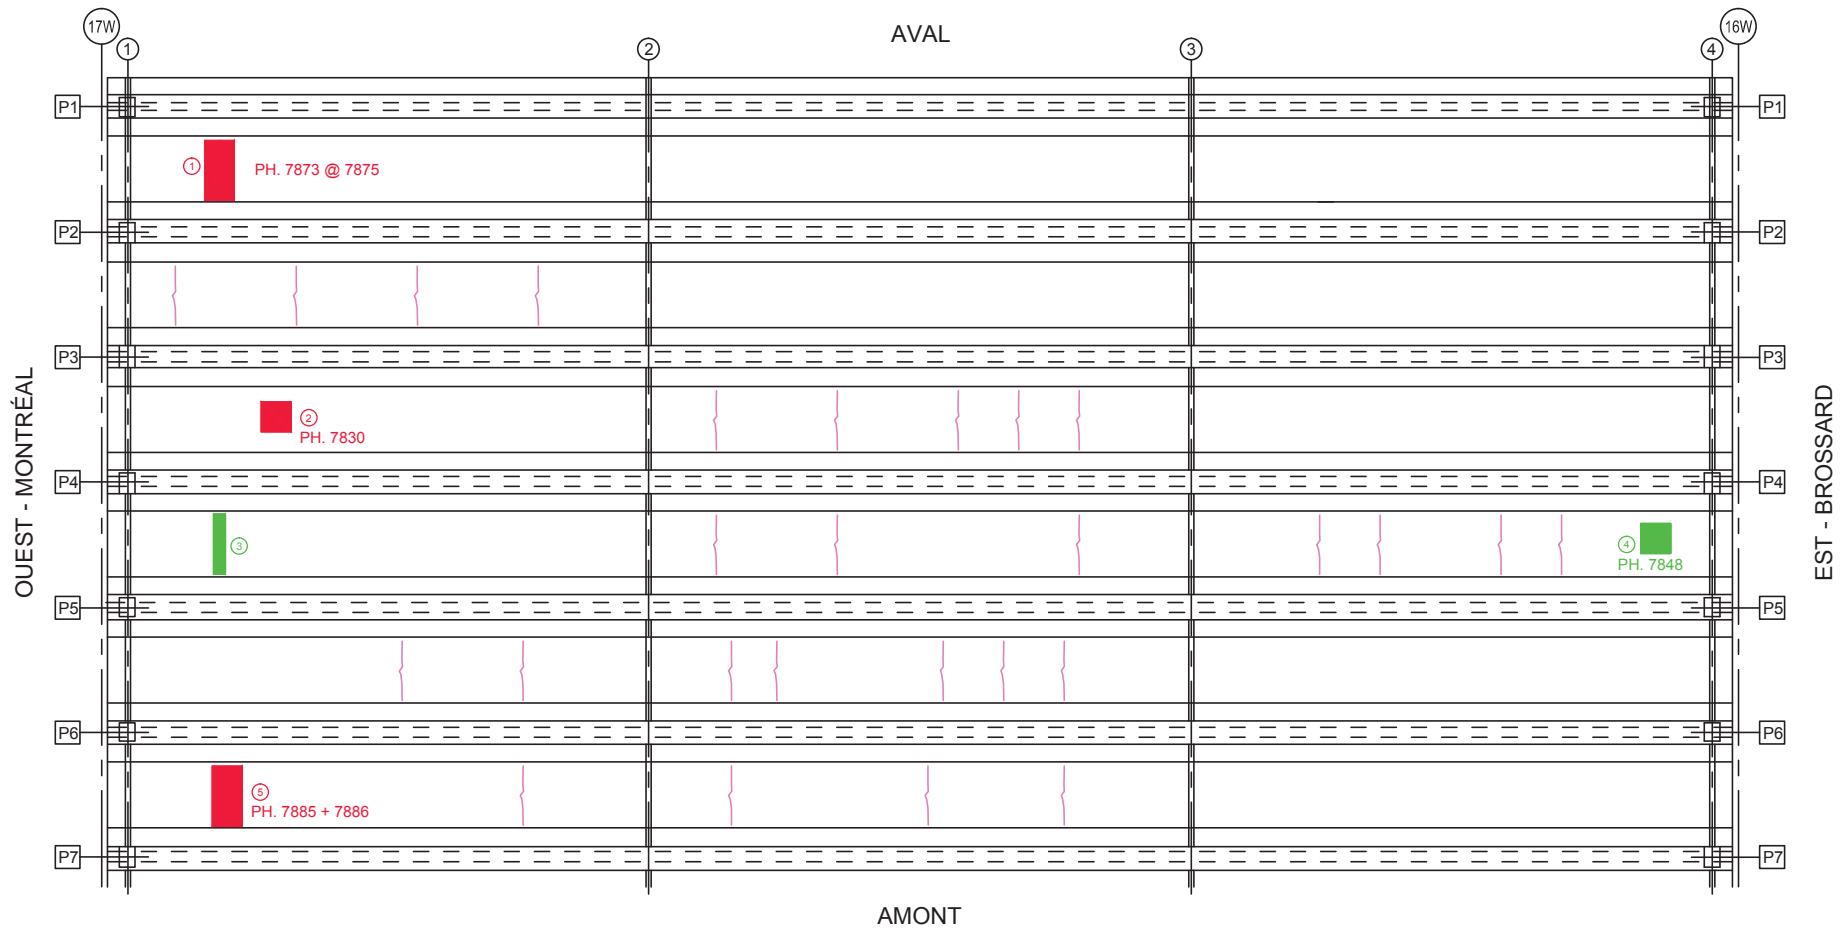 17W
16W
1
2
AVAL
3
4
P1
P1
1
PH. 7873 @ 7875
P2
P2
P3
P3
OUEST - MONTRÉAL
EST - BROSSARD
2
PH. 7830
P4
P4
3
4
PH. 7848
P5
P5
P6
P6
5
PH. 7885 + 7886
P7
P7
AMONT